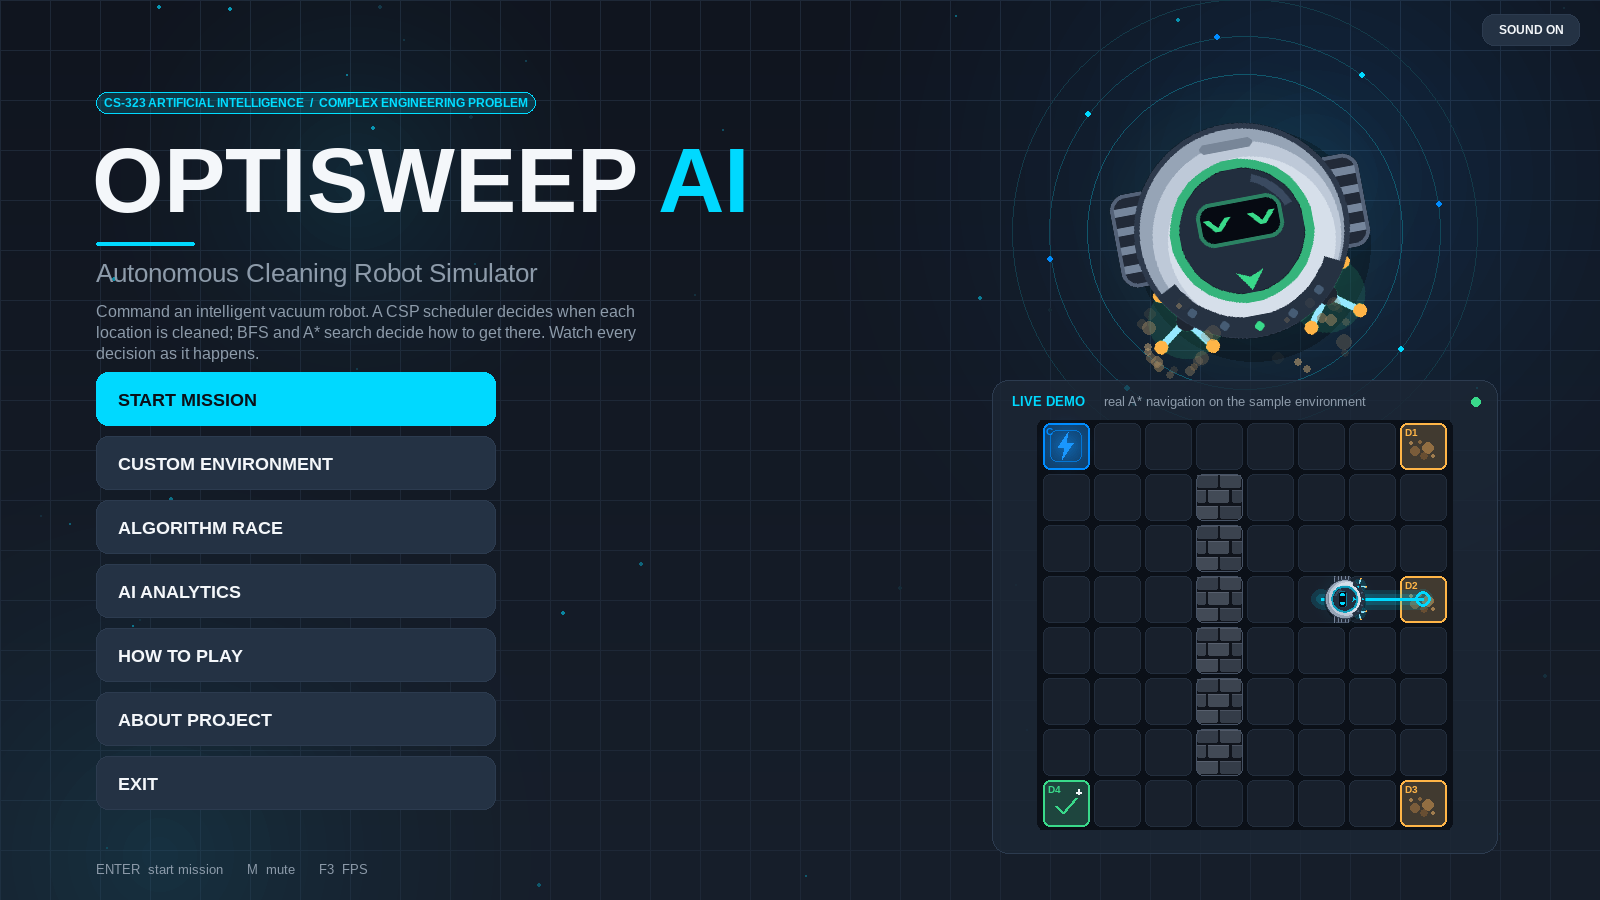 SOUND ON
CS-323 ARTIFICIAL INTELLIGENCE / COMPLEX ENGINEERING PROBLEM
OPTISWEEP AI
Autonomous Cleaning Robot Simulator
Command an intelligent vacuum robot. A CSP scheduler decides when each
location is cleaned; BFS and A* search decide how to get there. Watch every
decision as it happens.
START MISSION
CUSTOM ENVIRONMENT
ALGORITHM RACE
AI ANALYTICS
HOW TO PLAY
ABOUT PROJECT
EXIT
ENTER start mission M mute F3 FPS
LIVE DEMO real A* navigation on the sample environment
C
D1
D2
D4
D3